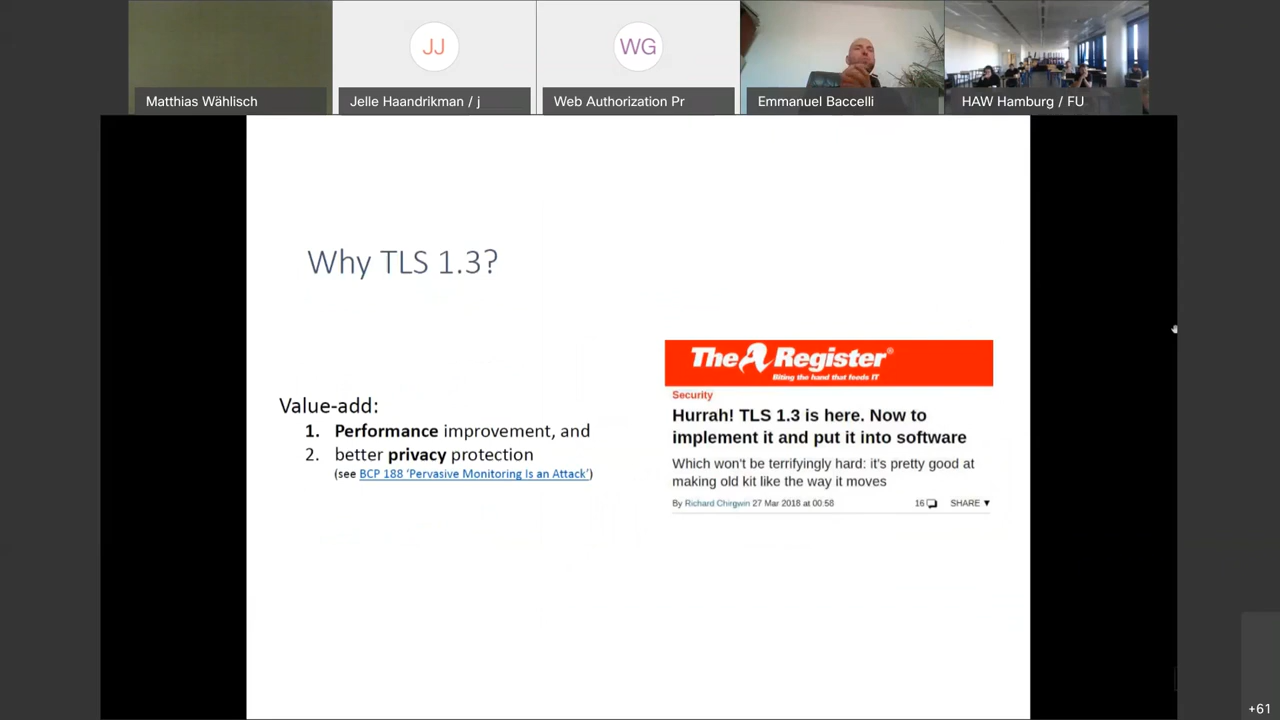 JJ
WG
Matthias Wählisch
Jelle Haandrikman / j
Web Authorization Pr
Emmanuel Baccelli
HAW Hamburg / FU
Why TLS 1.3?
Value-add:
1. Performance improvement, and
2. better privacy protection
(see BCP 188 ‘Pervasive Monitoring Is an Attack’)
The Register®
Biting the hand that feeds IT
Security
Hurrah! TLS 1.3 is here. Now to
implement it and put it into software
Which won't be terrifyingly hard: it's pretty good at
making old kit like the way it moves
By Richard Chirgwin 27 Mar 2018 at 00:58
16
SHARE ▼
+61